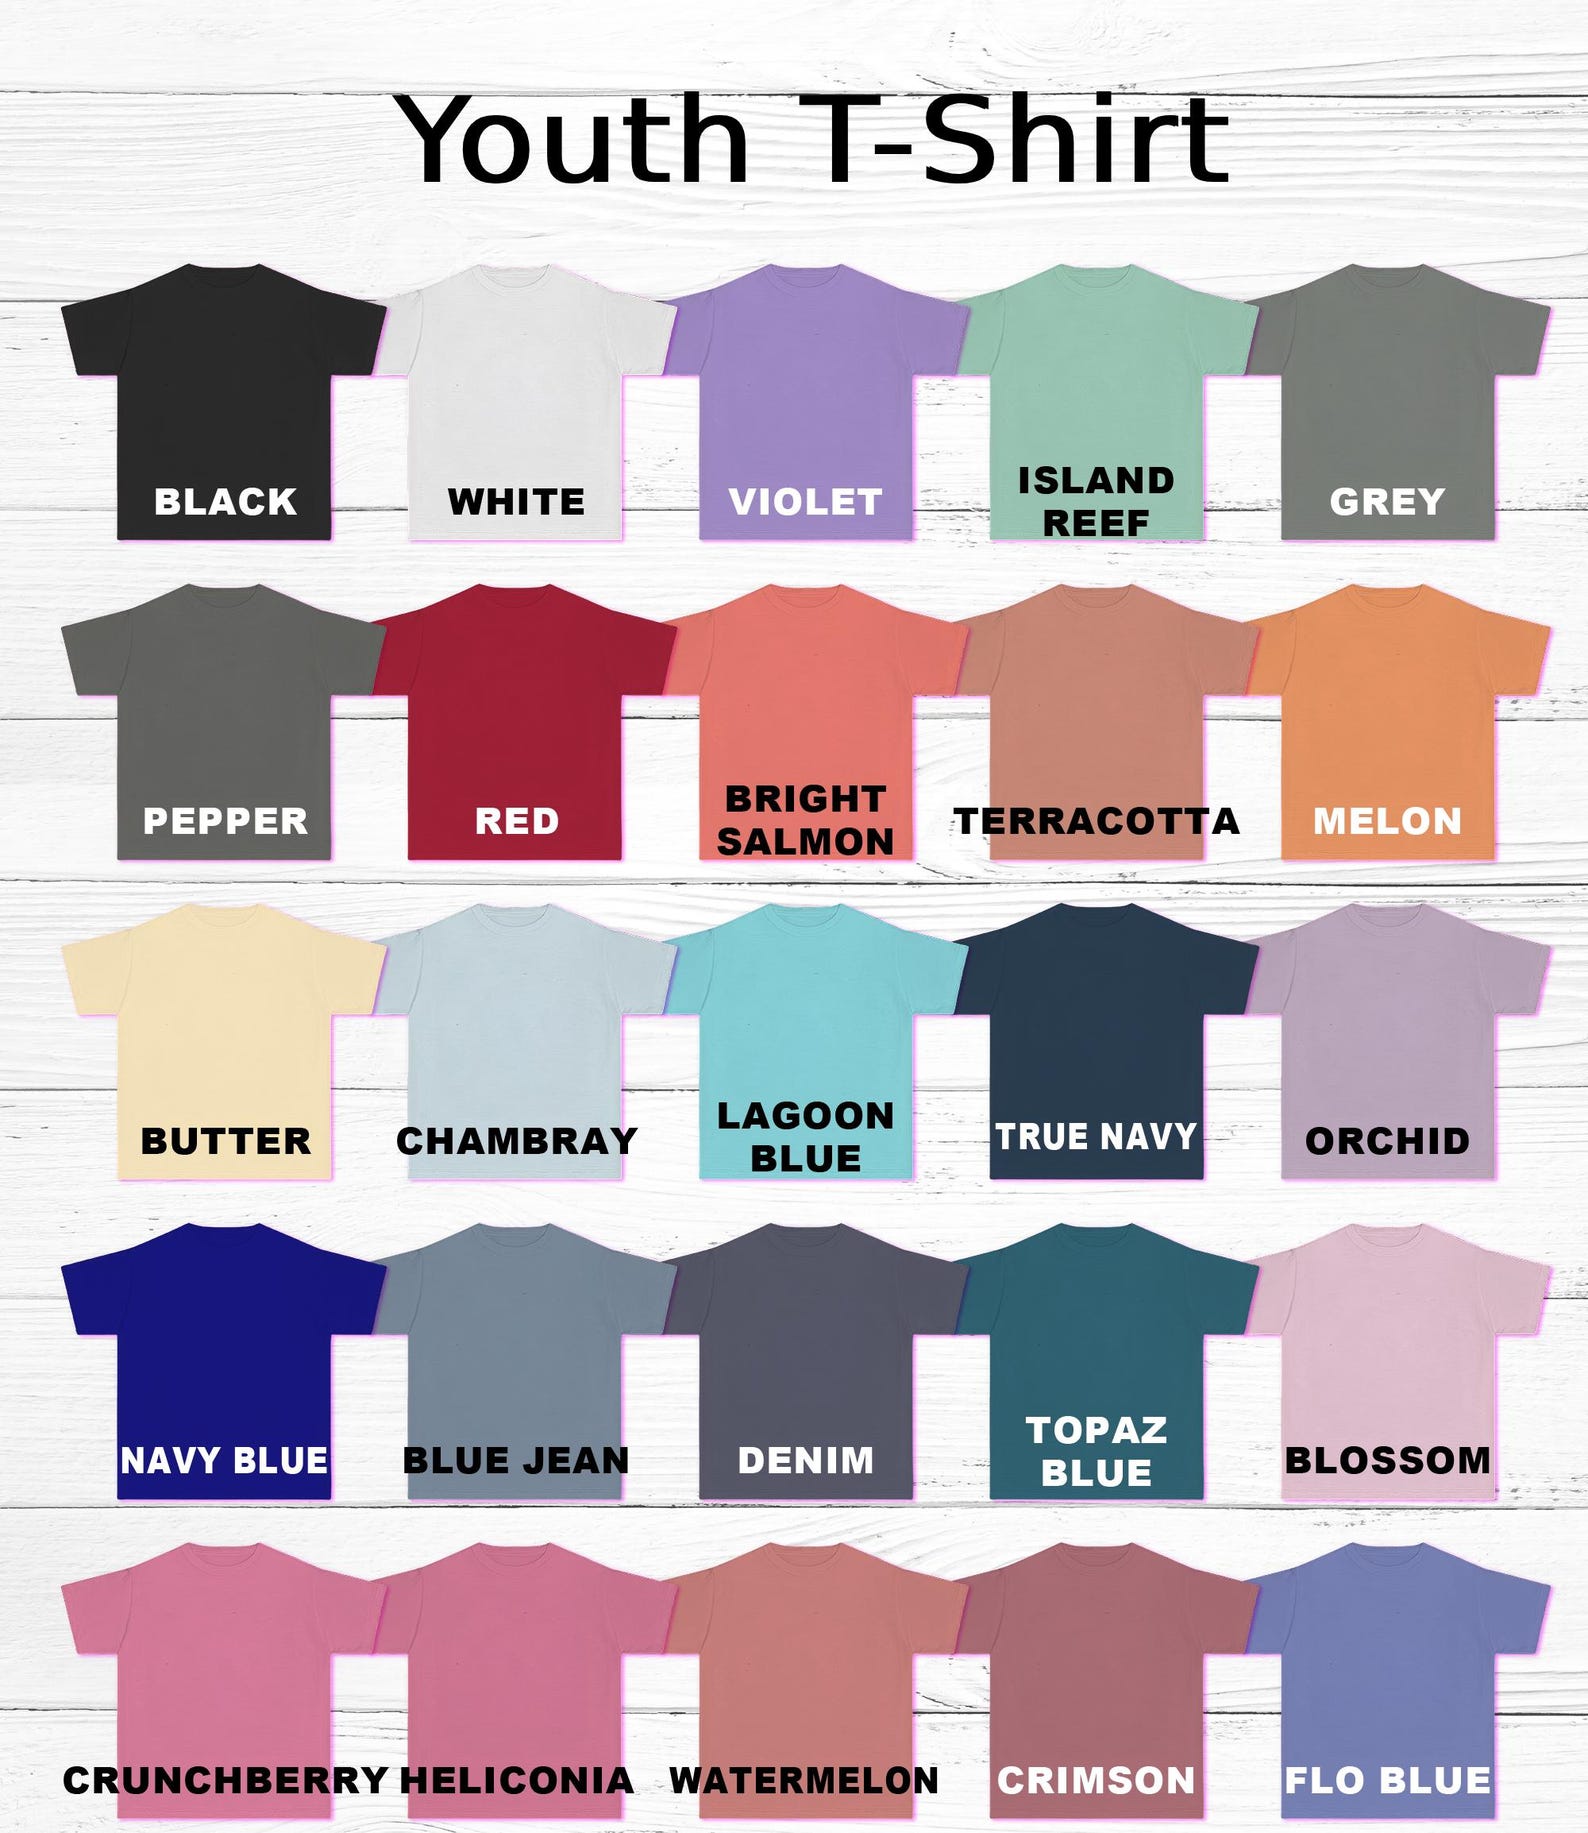 Youth T-Shirt
BLACK
WHITE
VIOLET
ISLAND
REEF
GREY
PEPPER
RED
BRIGHT
SALMON
TERRACOTTA
MELON
BUTTER
CHAMBRAY
LAGOON
BLUE
TRUE NAVY
ORCHID
NAVY BLUE
BLUE JEAN
DENIM
TOPAZ
BLUE
BLOSSOM
CRUNCHBERRY
HELICONIA
WATERMELON
CRIMSON
FLO BLUE